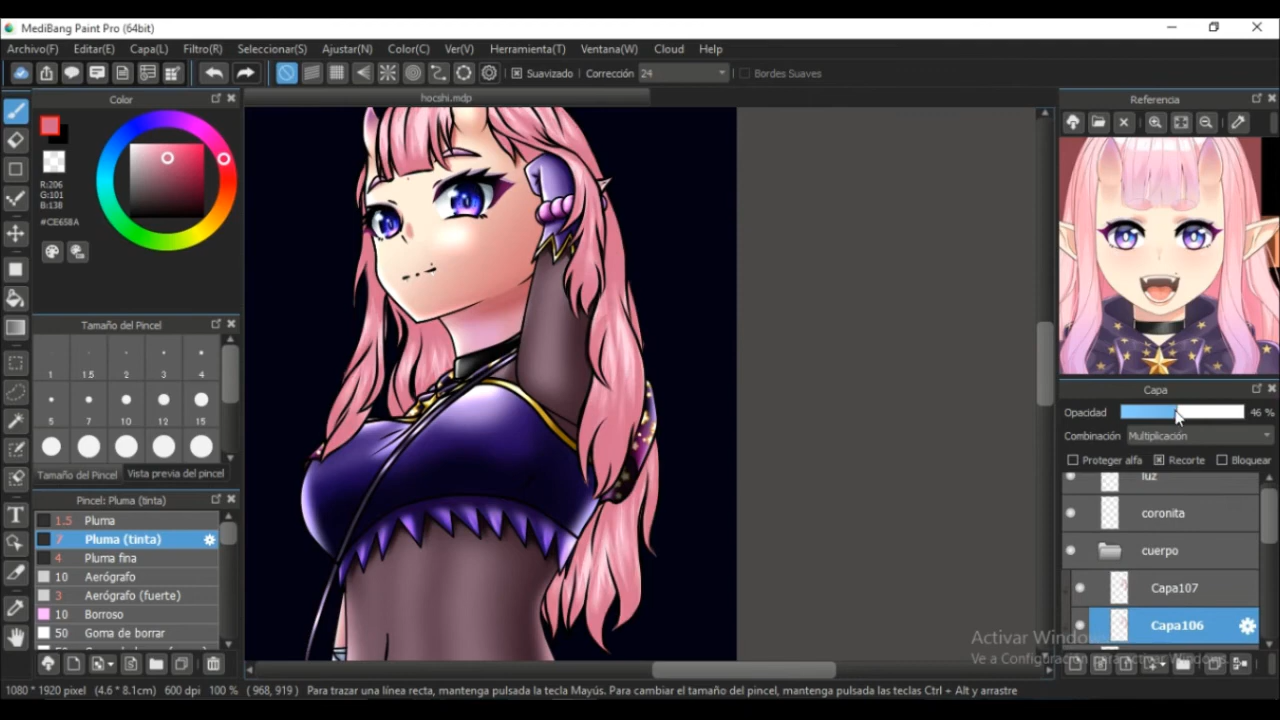 MediBang Paint Pro (64bit)
Archivo(F) Editar(E) Capa(L) Filtro(R) Seleccionar(S) Ajustar(N) Color(C) Ver(V) Herramienta(T) Ventana(W) Cloud Help
Suavizado Corrección 24 Bordes Suaves
Color
hocshi.mdp
Referencia
R:206
G:101
B:138
#CE658A
Tamaño del Pincel
1 1.5 2 3 4
5 7 10 12 15
Tamaño del Pincel Vista previa del pincel
Pincel: Pluma (tinta)
1.5 Pluma
7 Pluma (tinta)
4 Pluma fina
10 Aerógrafo
3 Aerógrafo (fuerte)
10 Borroso
50 Goma de borrar
Capa
Opacidad 46 %
Combinación Multiplicación
Proteger alfa Recorte Bloquear
luz
coronita
cuerpo
Capa107
Capa106
Activar Windows
Ve a Configuración para activar Windows.
1080 * 1920 pixel (4.6 * 8.1cm) 600 dpi 100 % ( 968, 919 ) Para trazar una línea recta, mantenga pulsada la tecla Mayús. Para cambiar el tamaño del pincel, mantenga pulsadas las teclas Ctrl + Alt y arrastre